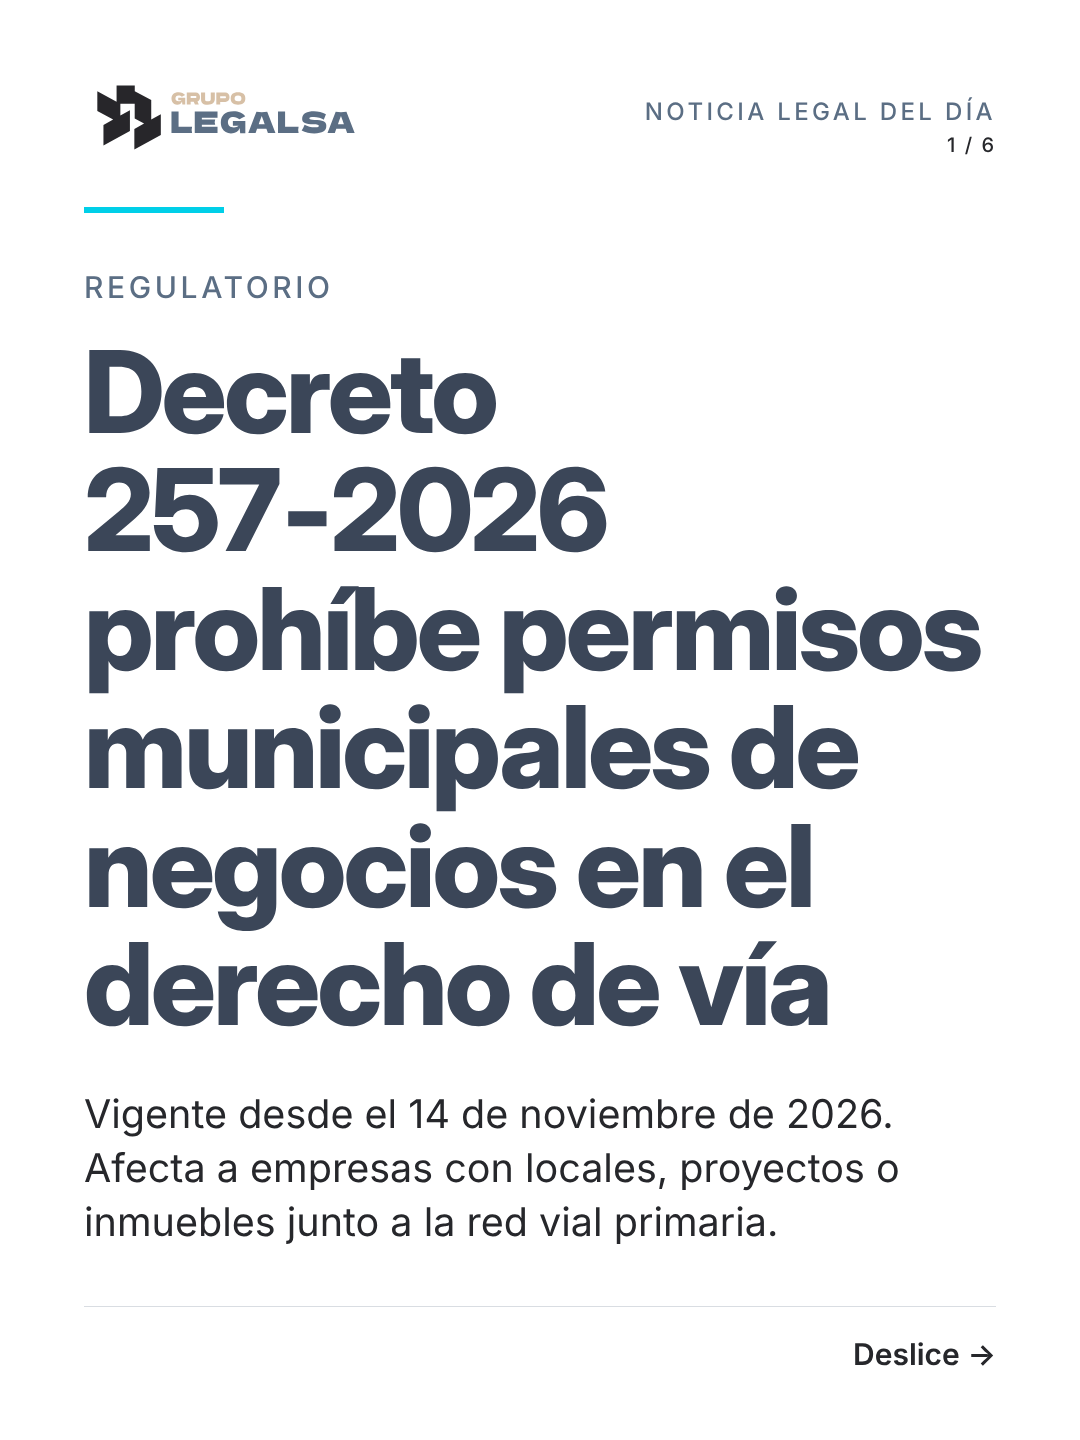 GRUPO
LEGALSA
NOTICIA LEGAL DEL DÍA
1 / 6
REGULATORIO
Decreto
257-2026
prohíbe permisos
municipales de
negocios en el
derecho de vía
Vigente desde el 14 de noviembre de 2026.
Afecta a empresas con locales, proyectos o
inmuebles junto a la red vial primaria.
Deslice →